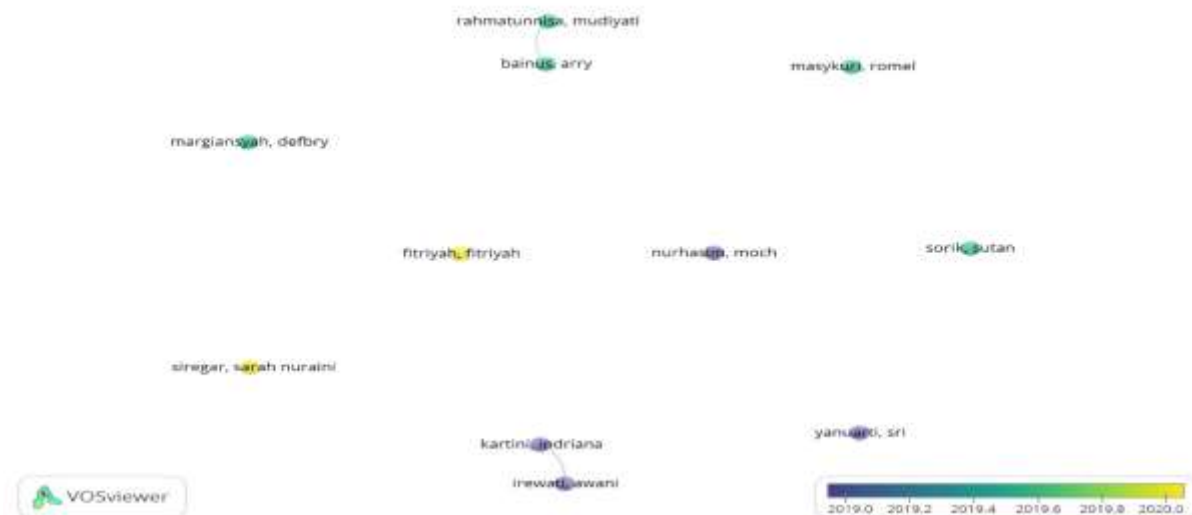 rahmatunnisa, mudiyati
bainus, arry
masykuri, romel
margiansyah, defbry
fitriyah, fitriyah
nurhasim, moch
sorik, sutan
siregar, sarah nuraini
kartini, indriana
yanuarti, sri
irewati, awani
VOSviewer
2019.0 2019.2 2019.4 2019.6 2019.8 2020.0